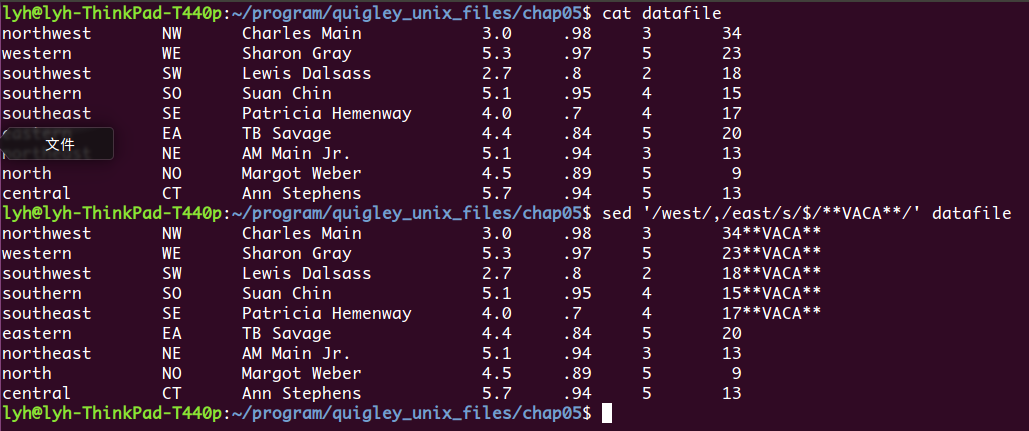 lyh@lyh-ThinkPad-T440p:~/program/quigley_unix_files/chap05$ cat datafile
northwest NW Charles Main 3.0 .98 3 34
western WE Sharon Gray 5.3 .97 5 23
southwest SW Lewis Dalsass 2.7 .8 2 18
southern SO Suan Chin 5.1 .95 4 15
southeast SE Patricia Hemenway 4.0 .7 4 17
eastern EA TB Savage 4.4 .84 5 20
文件
northeast NE AM Main Jr. 5.1 .94 3 13
north NO Margot Weber 4.5 .89 5 9
central CT Ann Stephens 5.7 .94 5 13
lyh@lyh-ThinkPad-T440p:~/program/quigley_unix_files/chap05$ sed '/west/,/east/s/$/**VACA**/' datafile
northwest NW Charles Main 3.0 .98 3 34**VACA**
western WE Sharon Gray 5.3 .97 5 23**VACA**
southwest SW Lewis Dalsass 2.7 .8 2 18**VACA**
southern SO Suan Chin 5.1 .95 4 15**VACA**
southeast SE Patricia Hemenway 4.0 .7 4 17**VACA**
eastern EA TB Savage 4.4 .84 5 20
northeast NE AM Main Jr. 5.1 .94 3 13
north NO Margot Weber 4.5 .89 5 9
central CT Ann Stephens 5.7 .94 5 13
lyh@lyh-ThinkPad-T440p:~/program/quigley_unix_files/chap05$